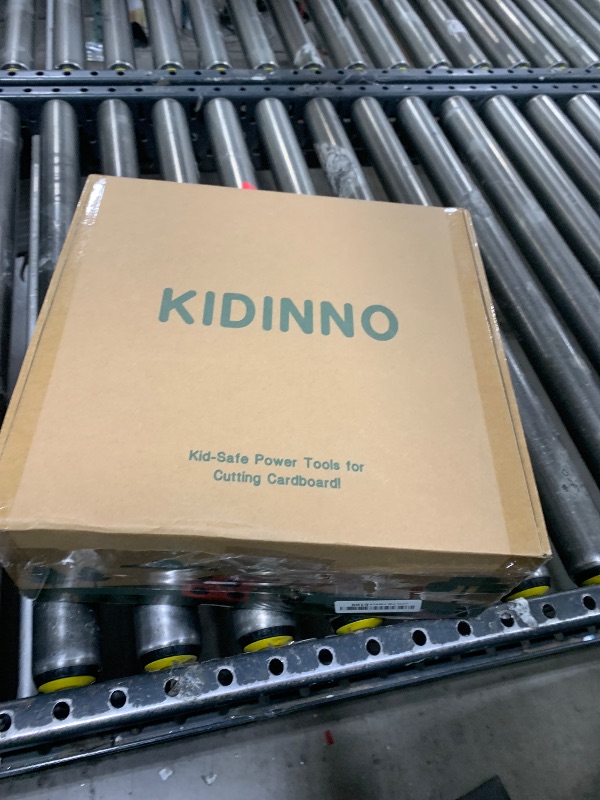 KIDINNO
Kid-Safe Power Tools for
Cutting Cardboard!